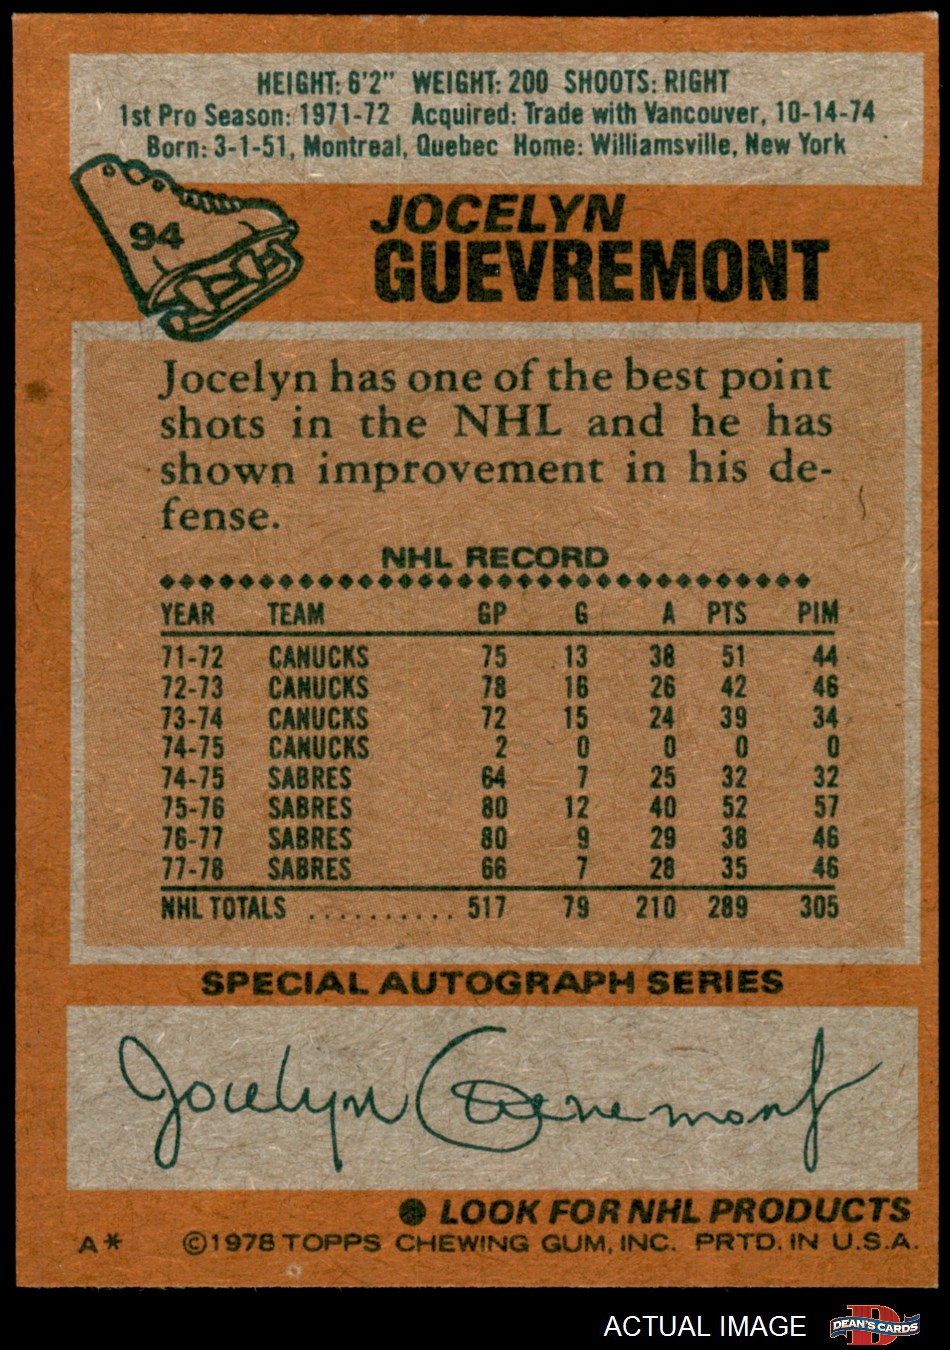 HEIGHT: 6'2" WEIGHT: 200 SHOOTS: RIGHT
1st Pro Season: 1971-72 Acquired: Trade with Vancouver, 10-14-74
Born: 3-1-51, Montreal, Quebec Home: Williamsville, New York
94
JOCELYN
GUEVREMONT
Jocelyn has one of the best point
shots in the NHL and he has
shown improvement in his de-
fense.
NHL RECORD
YEAR TEAM GP G A PTS PIM
71-72 CANUCKS 75 13 38 51 44
72-73 CANUCKS 78 16 26 42 46
73-74 CANUCKS 72 15 24 39 34
74-75 CANUCKS 2 0 0 0 0
74-75 SABRES 64 7 25 32 32
75-76 SABRES 80 12 40 52 57
76-77 SABRES 80 9 29 38 46
77-78 SABRES 66 7 28 35 46
NHL TOTALS .......... 517 79 210 289 305
SPECIAL AUTOGRAPH SERIES
Jocelyn Guevremont
● LOOK FOR NHL PRODUCTS
A* ©1978 TOPPS CHEWING GUM, INC. PRTD. IN U.S.A.
ACTUAL IMAGE DEAN'S CARDS